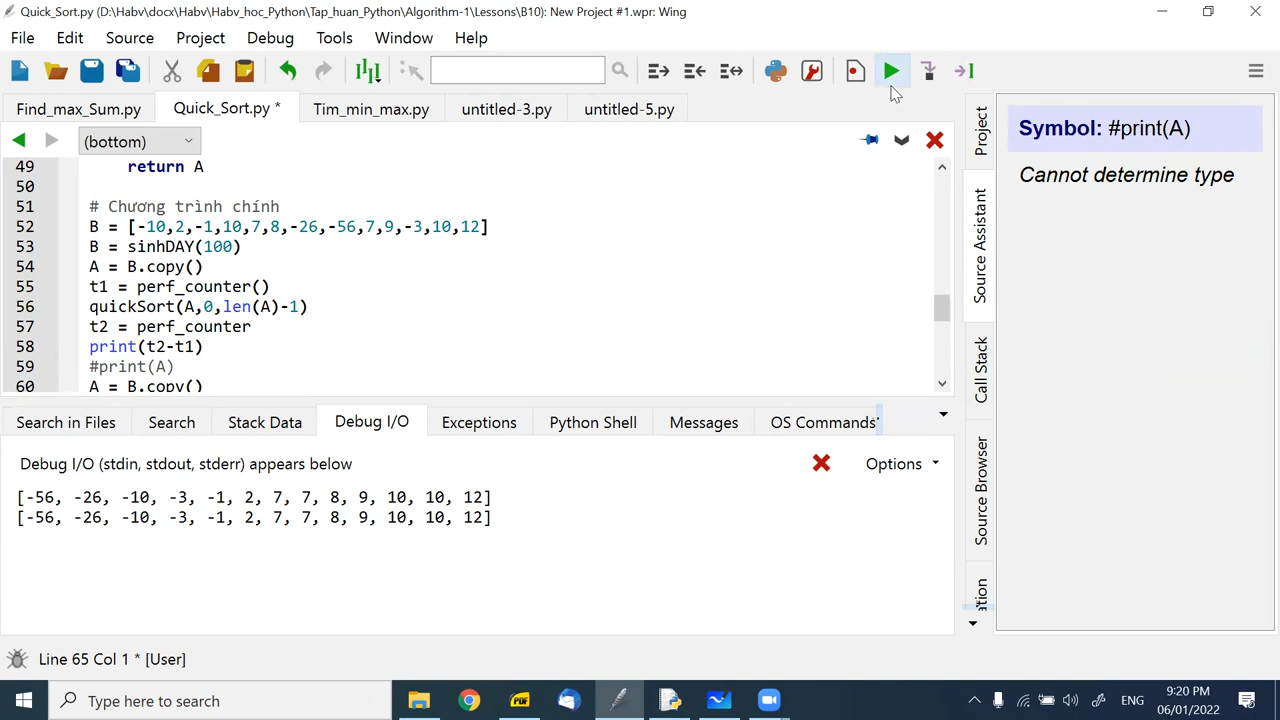 Quick_Sort.py (D:\Habv\docx\Habv\Habv_hoc_Python\Tap_huan_Python\Algorithm-1\Lessons\B10): New Project #1.wpr: Wing
File Edit Source Project Debug Tools Window Help
Find_max_Sum.py Quick_Sort.py * Tim_min_max.py untitled-3.py untitled-5.py
(bottom)
49 return A
50
51 # Chương trình chính
52 B = [-10,2,-1,10,7,8,-26,-56,7,9,-3,10,12]
53 B = sinhDAY(100)
54 A = B.copy()
55 t1 = perf_counter()
56 quickSort(A,0,len(A)-1)
57 t2 = perf_counter
58 print(t2-t1)
59 #print(A)
60 A = B.copy()
Project
Source Assistant
Call Stack
Source Browser
Symbol: #print(A)
Cannot determine type
Search in Files Search Stack Data Debug I/O Exceptions Python Shell Messages OS Commands
Debug I/O (stdin, stdout, stderr) appears below
Options
[-56, -26, -10, -3, -1, 2, 7, 7, 8, 9, 10, 10, 12]
[-56, -26, -10, -3, -1, 2, 7, 7, 8, 9, 10, 10, 12]
Line 65 Col 1 * [User]
Type here to search
PDF
ENG
9:20 PM
06/01/2022